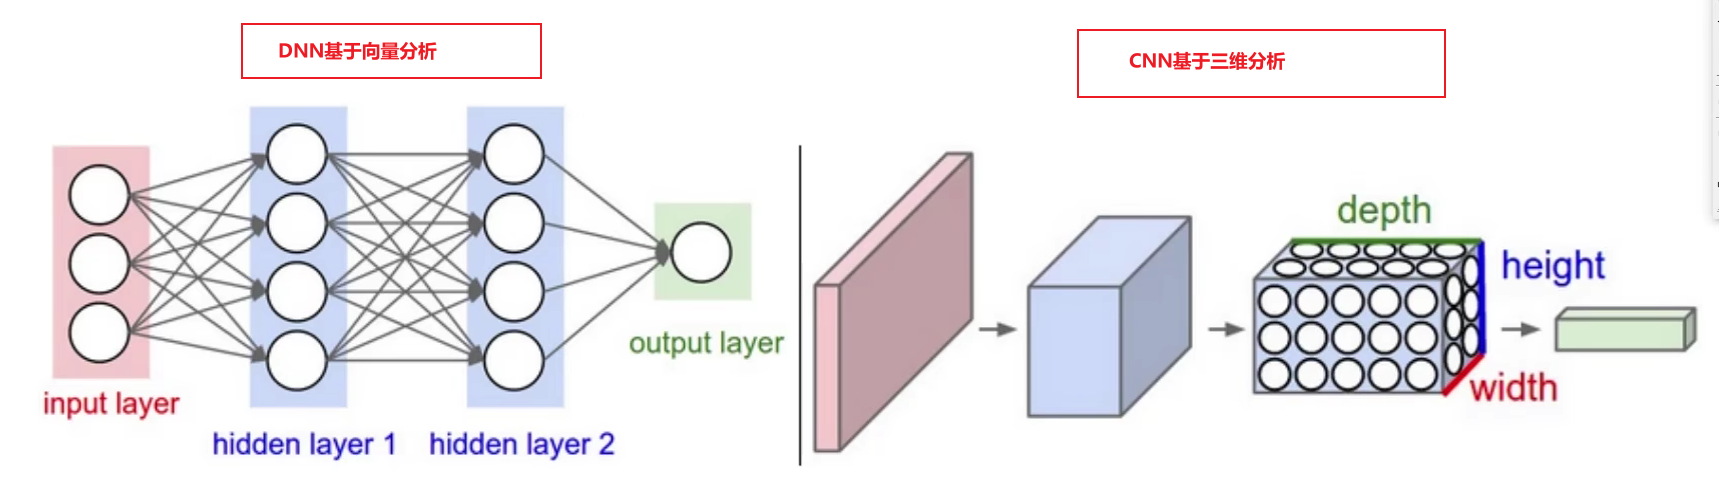 DNN基于向量分析
CNN基于三维分析
input layer
hidden layer 1
hidden layer 2
output layer
depth
height
width